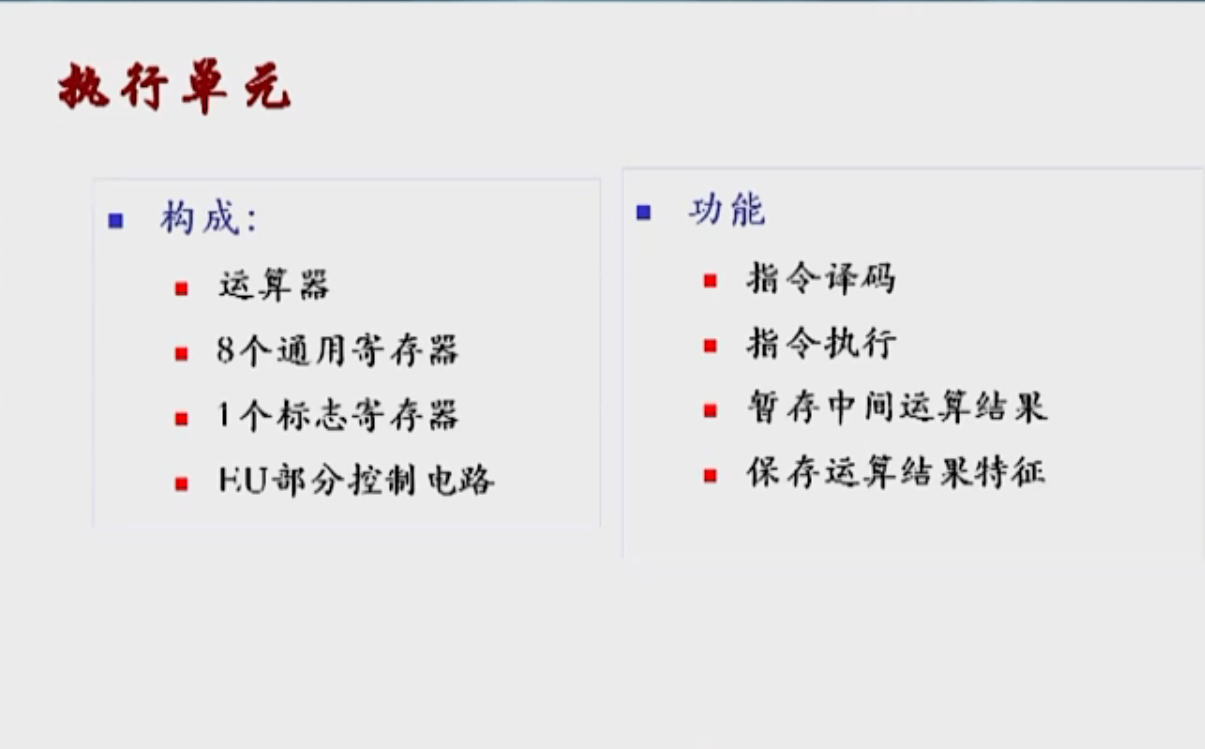 执行单元
构成:
运算器
8个通用寄存器
1个标志寄存器
EU部分控制电路
功能
指令译码
指令执行
暂存中间运算结果
保存运算结果特征